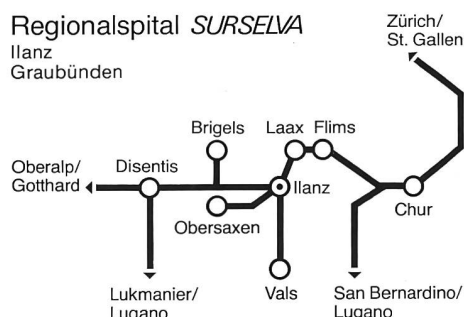 Regionalspital SURSELVA
Ilanz
Graubünden
Zürich/
St. Gallen
Brigels
Laax
Flims
Oberalp/
Gotthard
Disentis
Ilanz
Chur
Obersaxen
Lukmanier/
Lugano
Vals
San Bernardino/
Lugano